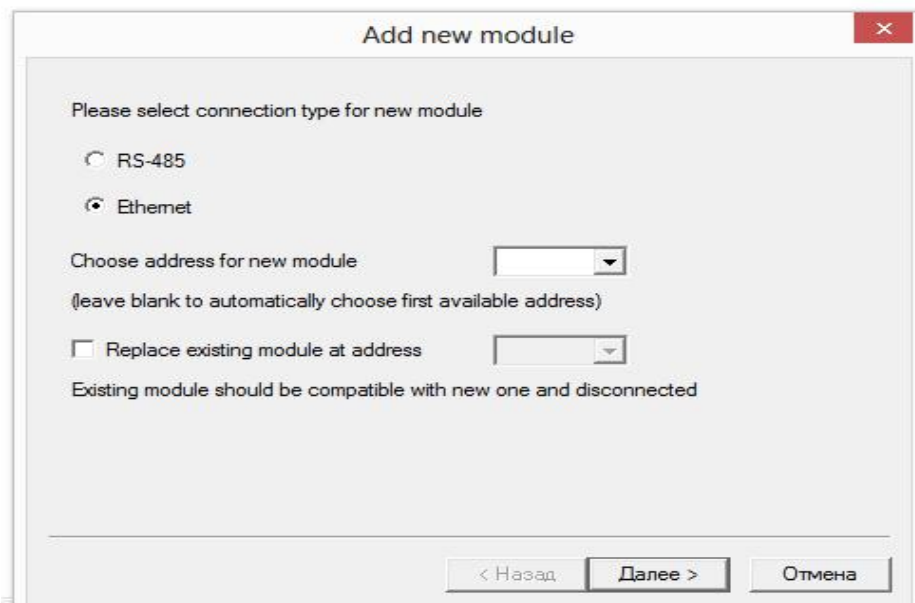 Add new module
Please select connection type for new module
RS-485
Ethernet
Choose address for new module
(leave blank to automatically choose first available address)
Replace existing module at address
Existing module should be compatible with new one and disconnected
< Назад
Далее >
Отмена